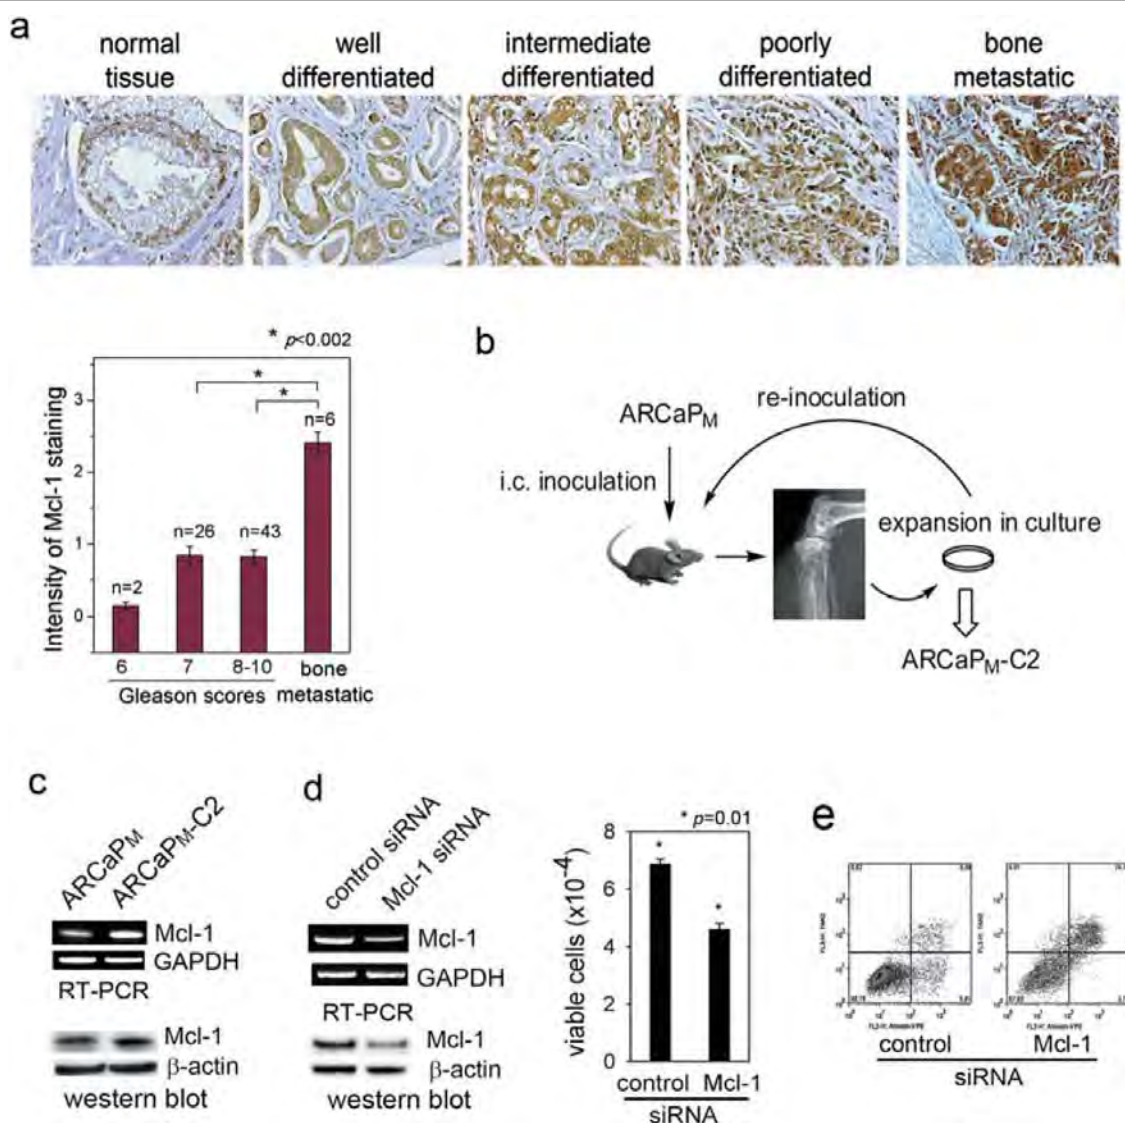 a
normal
tissue
well
differentiated
intermediate
differentiated
poorly
differentiated
bone
metastatic
* p<0.002
Intensity of Mcl-1 staining
3
2
1
0
n=2
n=26
n=43
n=6
*
*
6
7
8-10
bone
metastatic
Gleason scores
b
ARCaPM
i.c. inoculation
re-inoculation
expansion in culture
ARCaPM-C2
c
ARCaPM
ARCaPM-C2
Mcl-1
GAPDH
RT-PCR
Mcl-1
β-actin
western blot
d
control siRNA
Mcl-1 siRNA
Mcl-1
GAPDH
RT-PCR
Mcl-1
β-actin
western blot
* p=0.01
viable cells (x10⁻⁴)
8
6
4
2
0
*
*
control
Mcl-1
siRNA
e
control
Mcl-1
siRNA